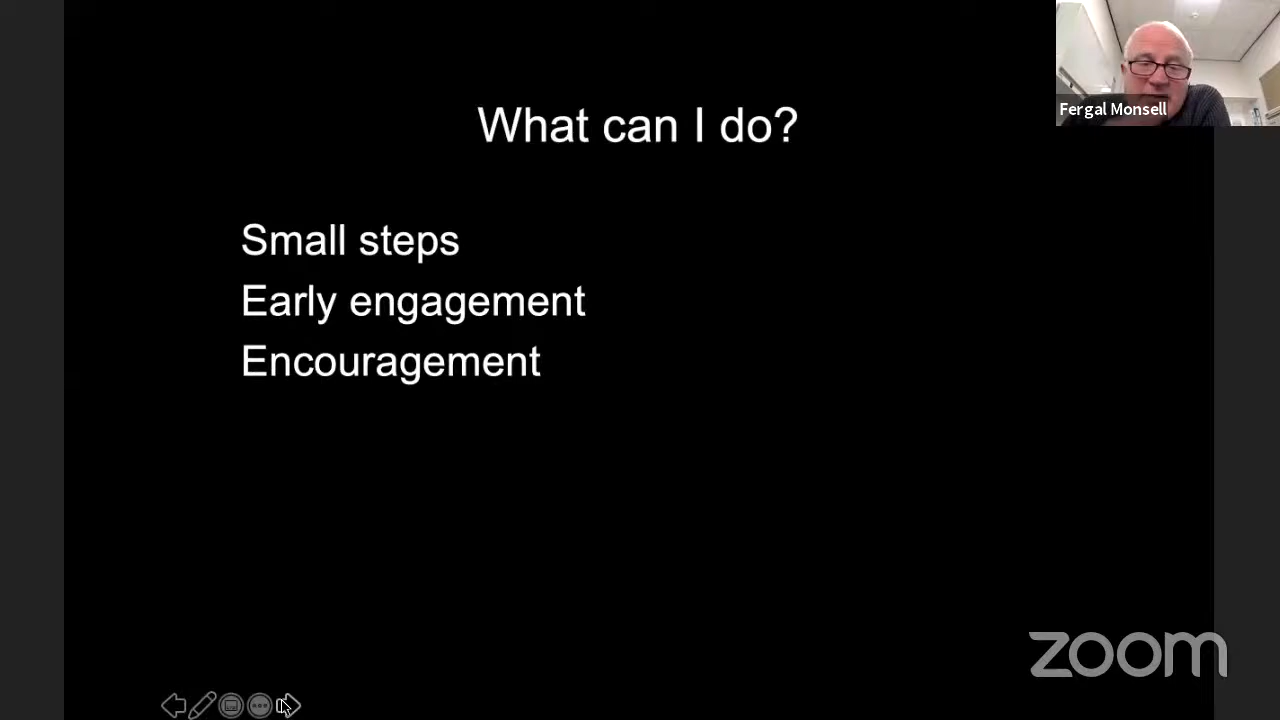 What can I do?
Fergal Monsell
Small steps
Early engagement
Encouragement
zoom